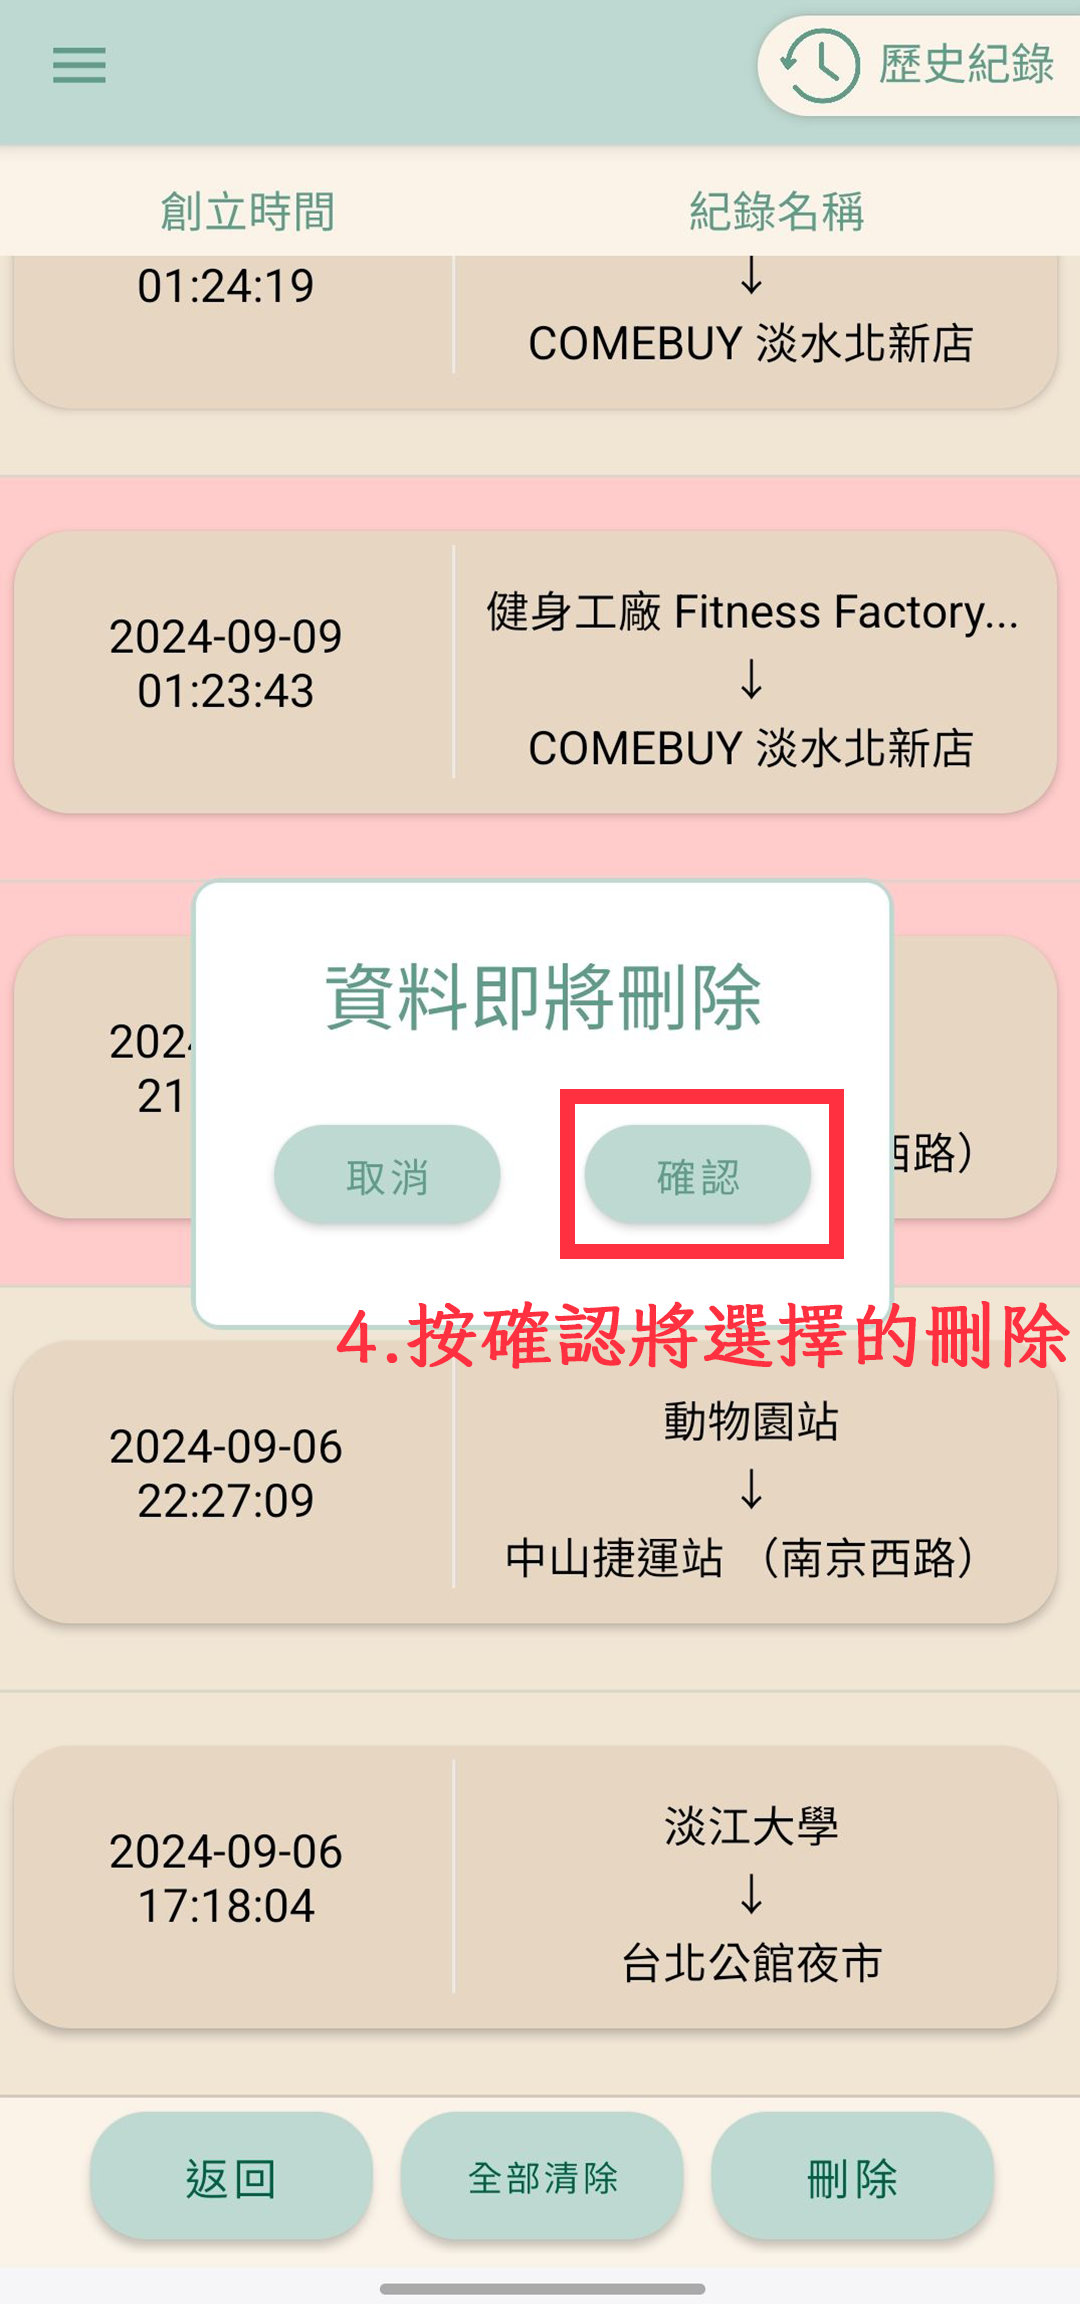 歷史紀錄
創立時間
紀錄名稱
01:24:19
↓
COMEBUY 淡水北新店
2024-09-09
01:23:43
健身工廠 Fitness Factory...
↓
COMEBUY 淡水北新店
202
21
西路）
資料即將刪除
取消
確認
4.按確認將選擇的刪除
2024-09-06
22:27:09
動物園站
↓
中山捷運站 （南京西路）
2024-09-06
17:18:04
淡江大學
↓
台北公館夜市
返回
全部清除
刪除